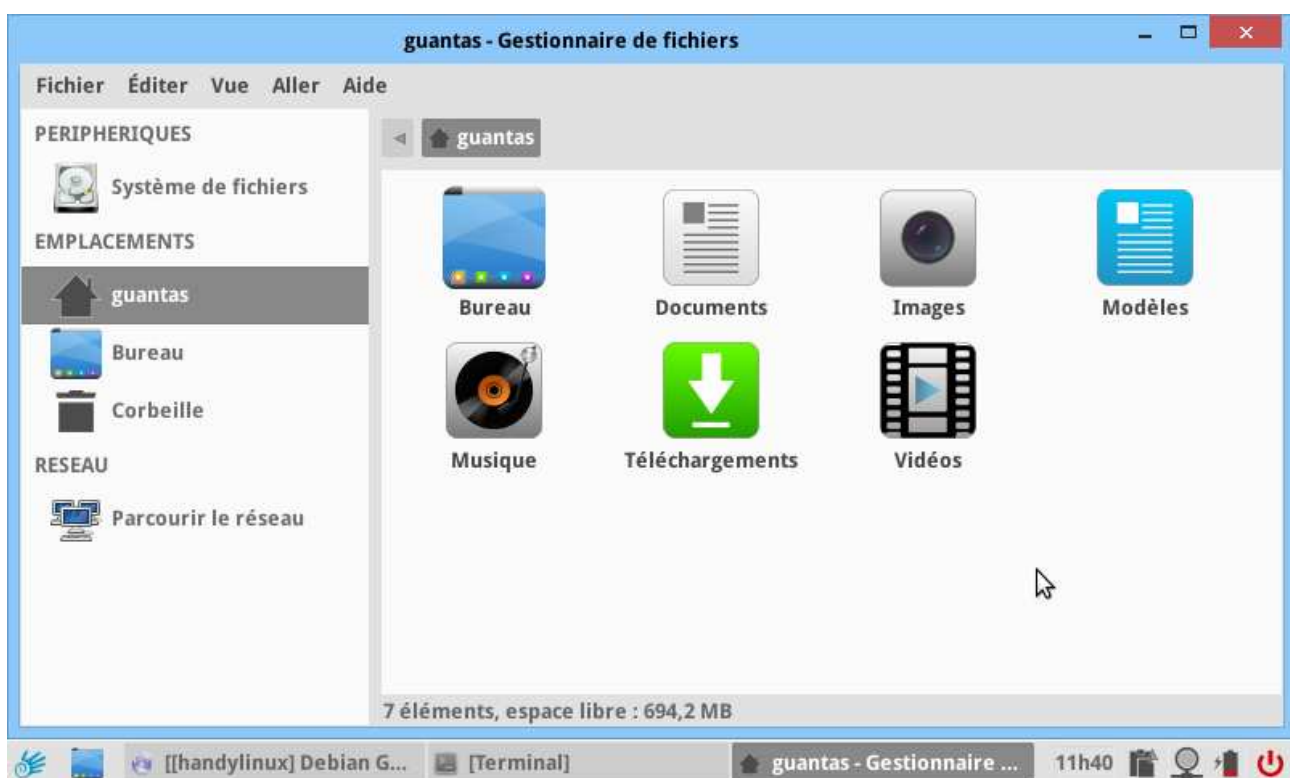 guantas - Gestionnaire de fichiers
Fichier Éditer Vue Aller Aide
PERIPHERIQUES
Système de fichiers
EMPLACEMENTS
guantas
Bureau
Corbeille
RESEAU
Parcourir le réseau
guantas
Bureau Documents Images Modèles
Musique Téléchargements Vidéos
7 éléments, espace libre : 694,2 MB
[[handylinux] Debian G... [Terminal] guantas - Gestionnaire ... 11h40